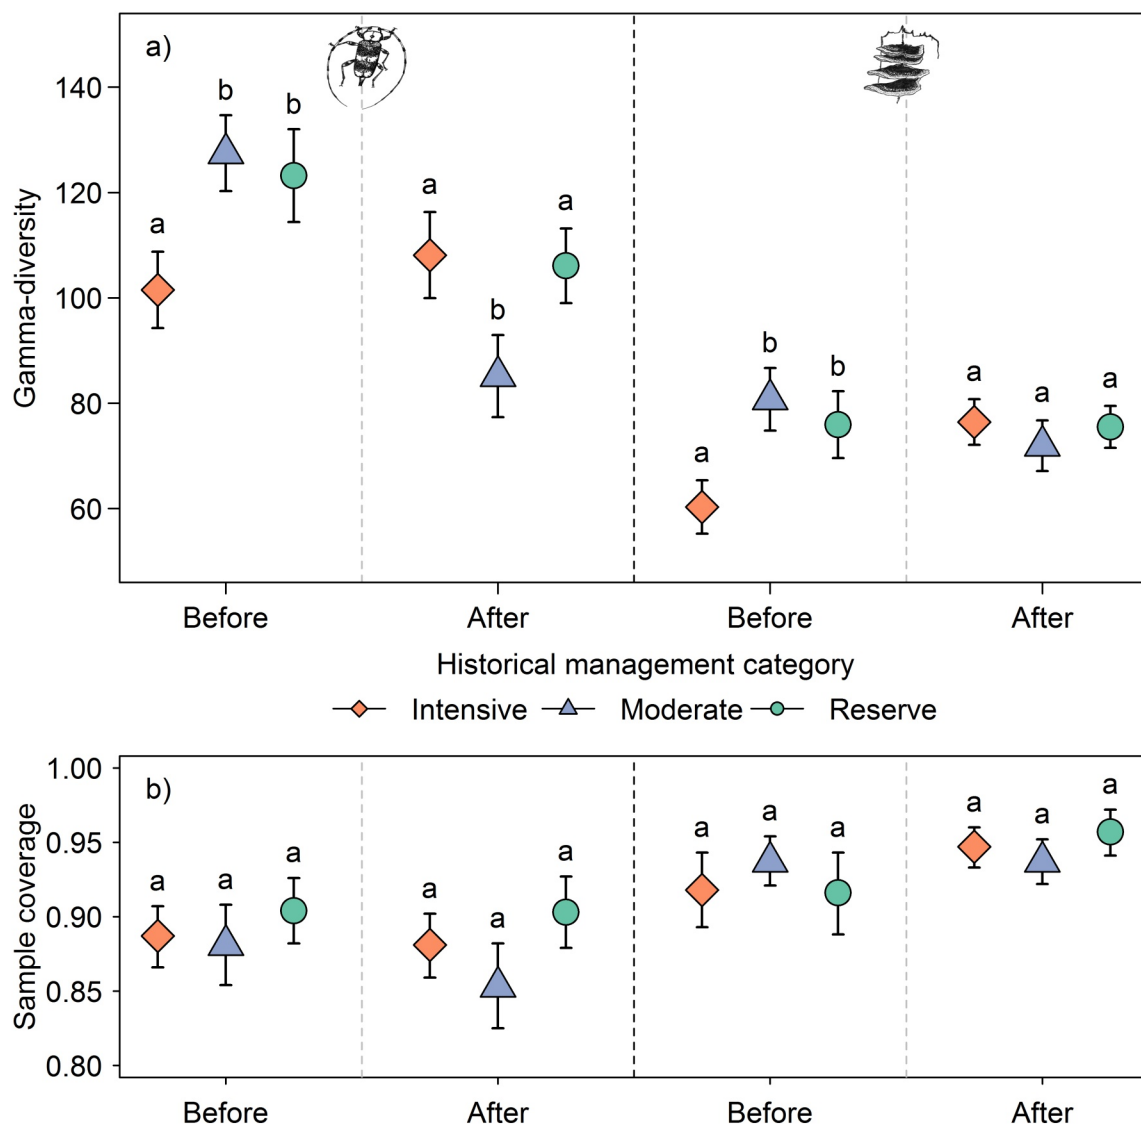 a)
140
120
100
80
60
Gamma-diversity
a b b a b a a b b a a a
Before After Before After
Historical management category
Intensive Moderate Reserve
b)
1.00
0.95
0.90
0.85
0.80
Sample coverage
a a a a a a a a a a a a
Before After Before After